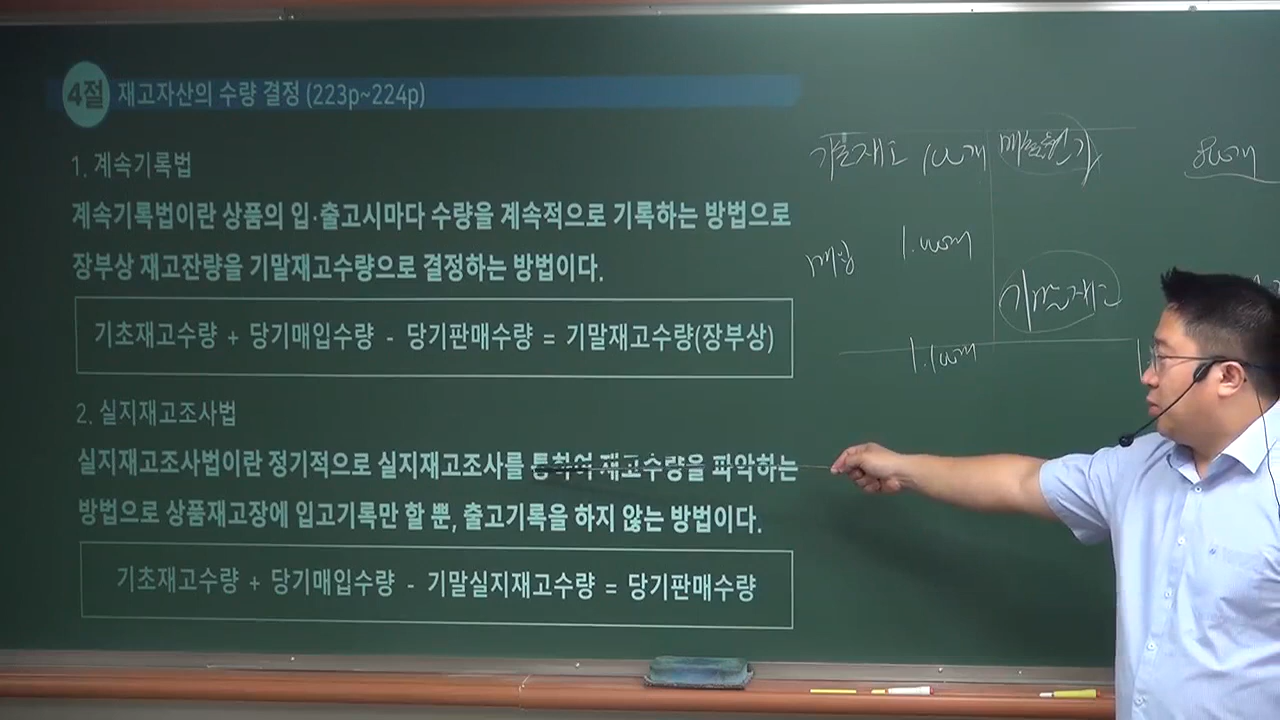 4절 재고자산의 수량 결정 (223p~224p)
1. 계속기록법
계속기록법이란 상품의 입·출고시마다 수량을 계속적으로 기록하는 방법으로
장부상 재고잔량을 기말재고수량으로 결정하는 방법이다.
기초재고수량 + 당기매입수량 - 당기판매수량 = 기말재고수량(장부상)
2. 실지재고조사법
실지재고조사법이란 정기적으로 실지재고조사를 통하여 재고수량을 파악하는
방법으로 상품재고장에 입고기록만 할 뿐, 출고기록을 하지 않는 방법이다.
기초재고수량 + 당기매입수량 - 기말실지재고수량 = 당기판매수량
기초재고 100개 매출원가 800개
매입 1.000개
기말재고
1.100개